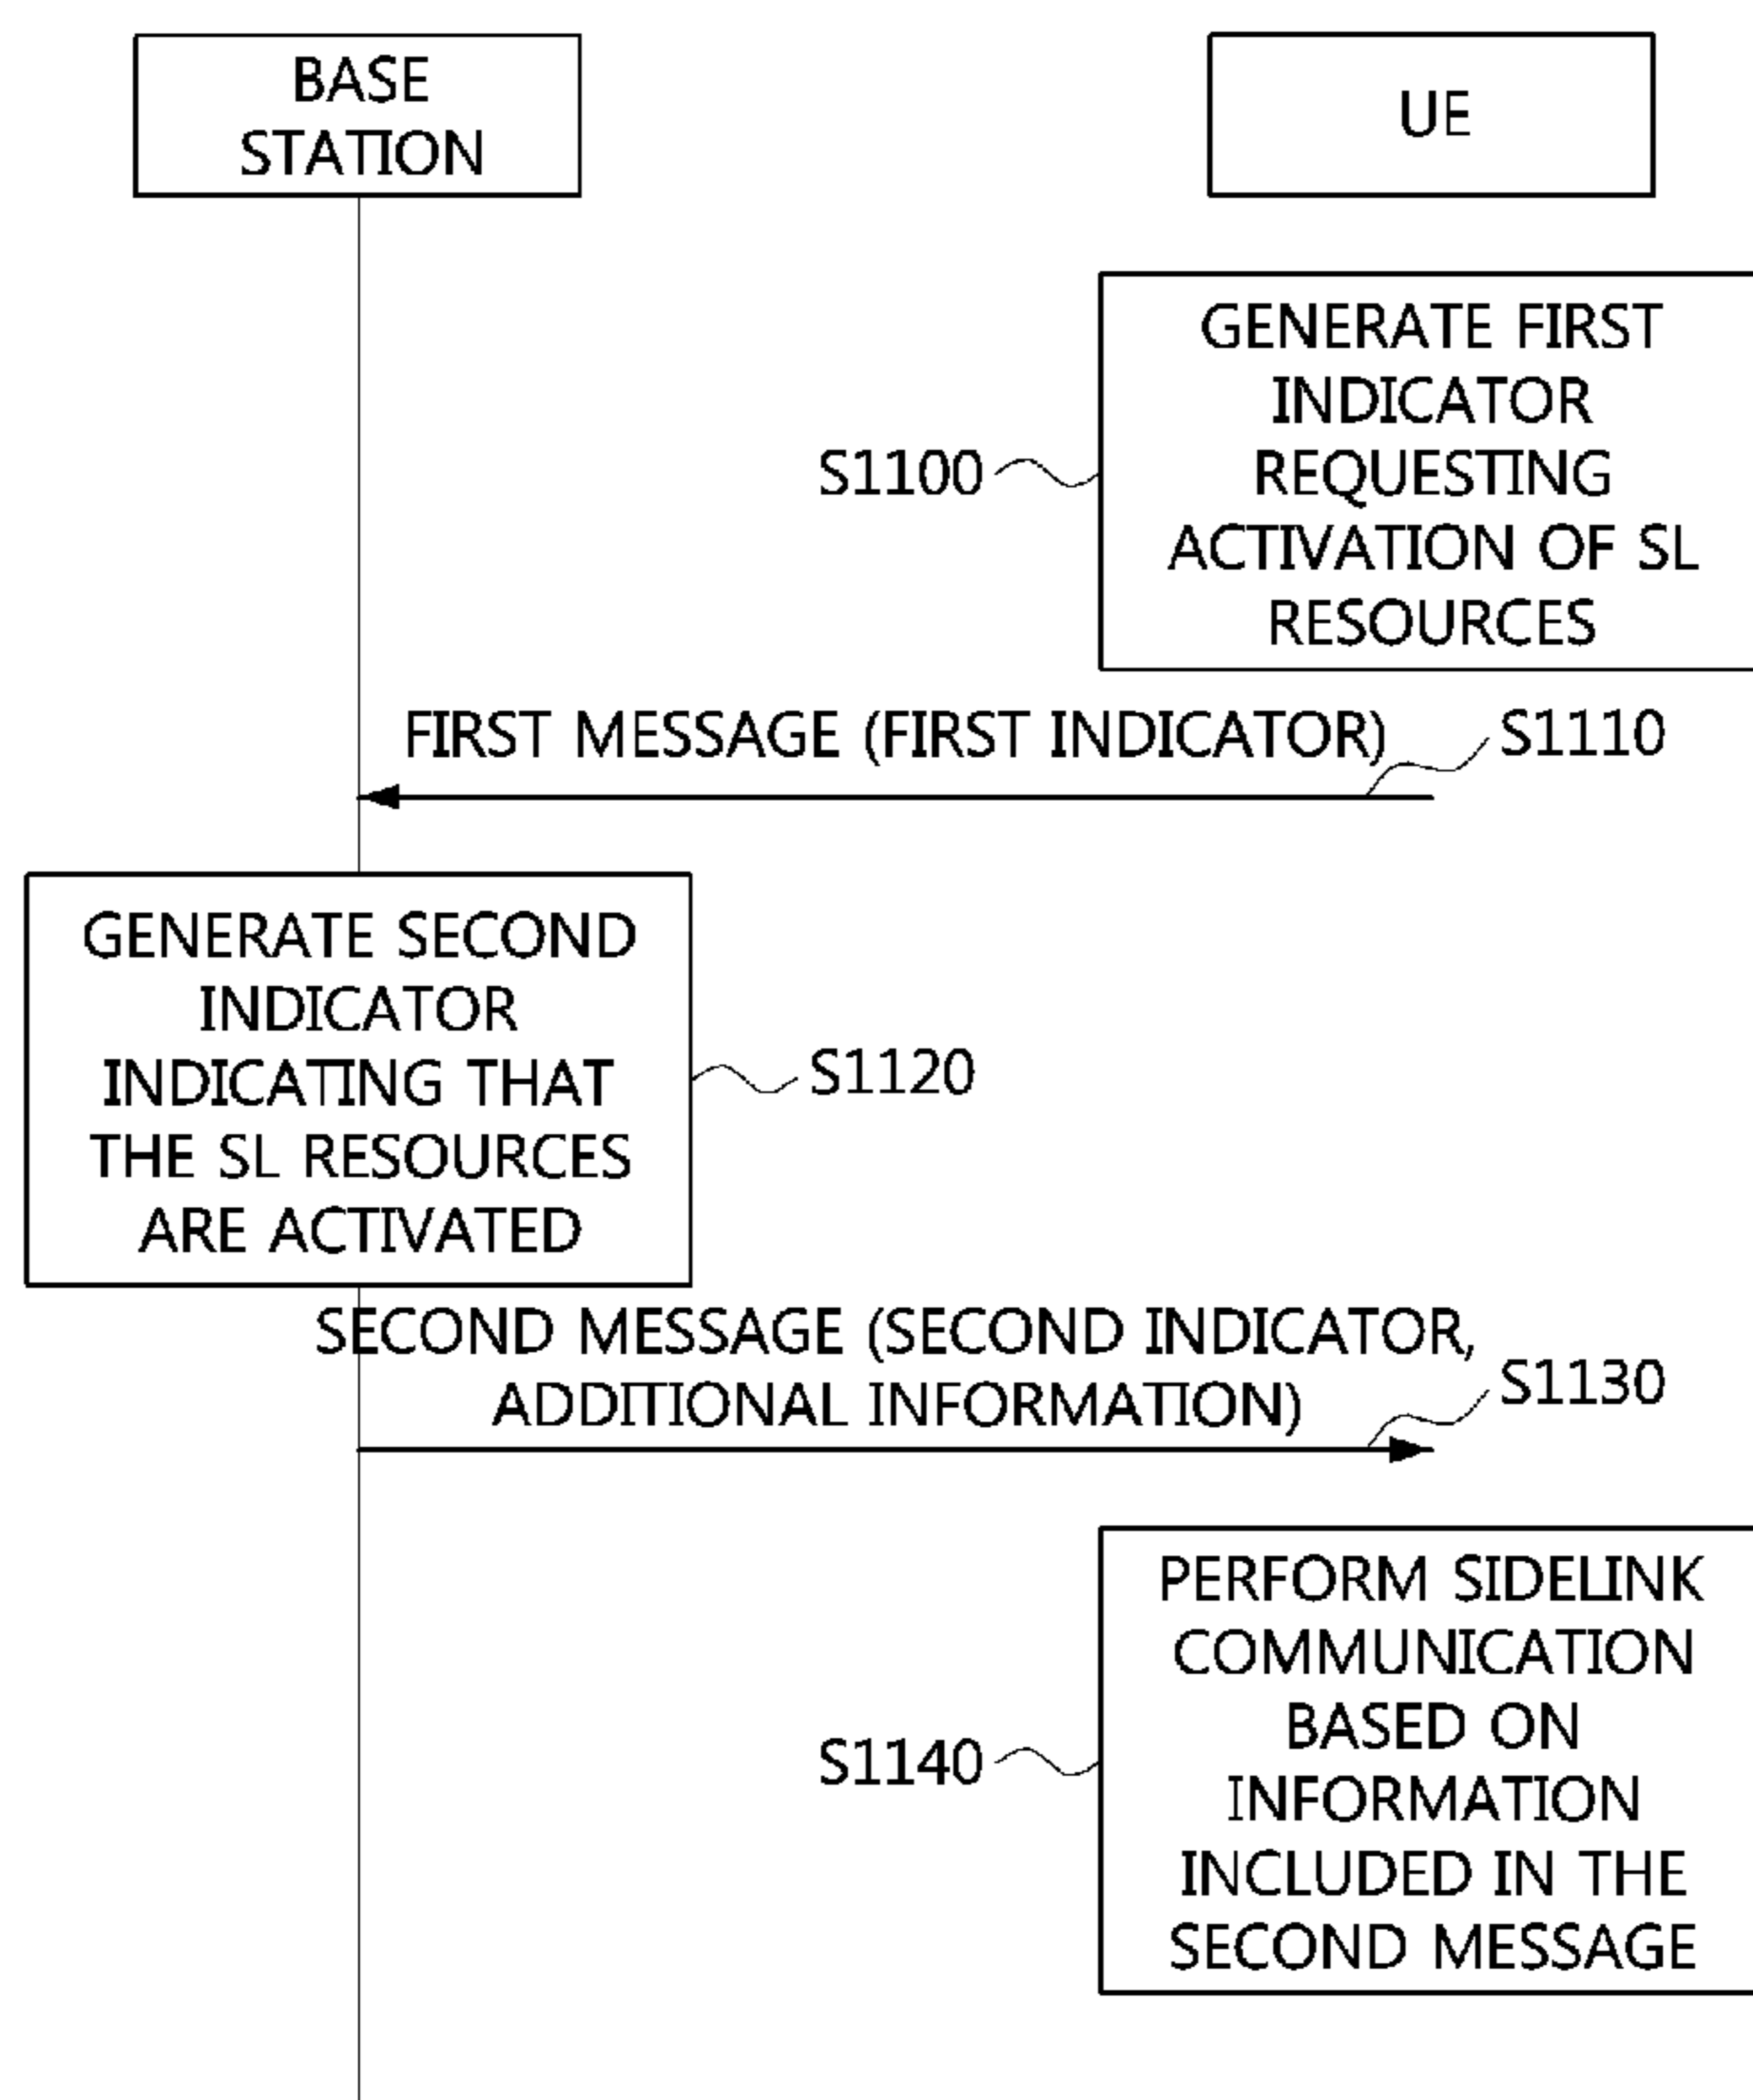 BASE
STATION
UE
GENERATE FIRST
INDICATOR
REQUESTING
ACTIVATION OF SL
RESOURCES
S1100
FIRST MESSAGE (FIRST INDICATOR)
S1110
GENERATE SECOND
INDICATOR
INDICATING THAT
THE SL RESOURCES
ARE ACTIVATED
S1120
SECOND MESSAGE (SECOND INDICATOR,
ADDITIONAL INFORMATION)
S1130
PERFORM SIDELINK
COMMUNICATION
BASED ON
INFORMATION
INCLUDED IN THE
SECOND MESSAGE
S1140